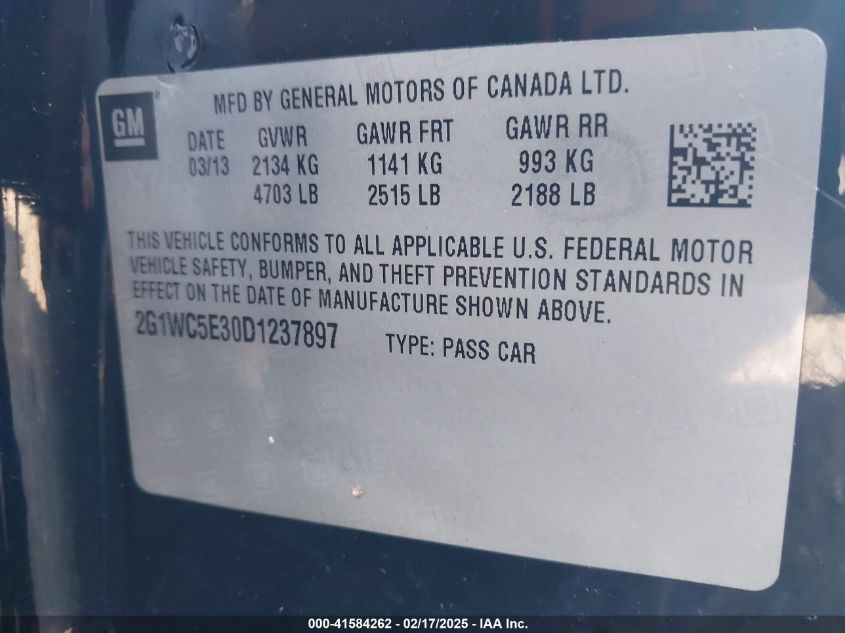 GM
MFD BY GENERAL MOTORS OF CANADA LTD.
DATE GVWR GAWR FRT GAWR RR
03/13 2134 KG 1141 KG 993 KG
4703 LB 2515 LB 2188 LB
THIS VEHICLE CONFORMS TO ALL APPLICABLE U.S. FEDERAL MOTOR
VEHICLE SAFETY, BUMPER, AND THEFT PREVENTION STANDARDS IN
EFFECT ON THE DATE OF MANUFACTURE SHOWN ABOVE.
2G1WC5E30D1237897 TYPE: PASS CAR
000-41584262 - 02/17/2025 - IAA Inc.